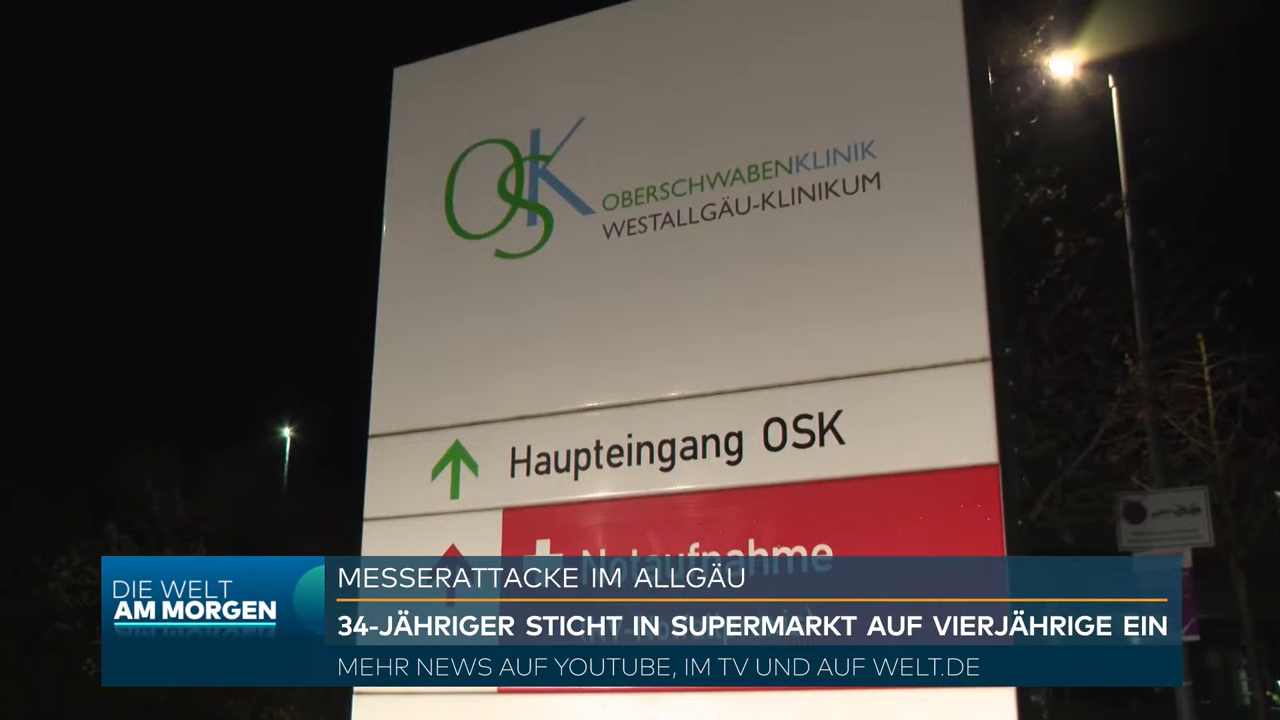 OSK
OBERSCHWABENKLINIK
WESTALLGÄU-KLINIKUM
Haupteingang OSK
Notaufnahme
DIE WELT
AM MORGEN
MESSERATTACKE IM ALLGÄU
34-JÄHRIGER STICHT IN SUPERMARKT AUF VIERJÄHRIGE EIN
MEHR NEWS AUF YOUTUBE, IM TV UND AUF WELT.DE